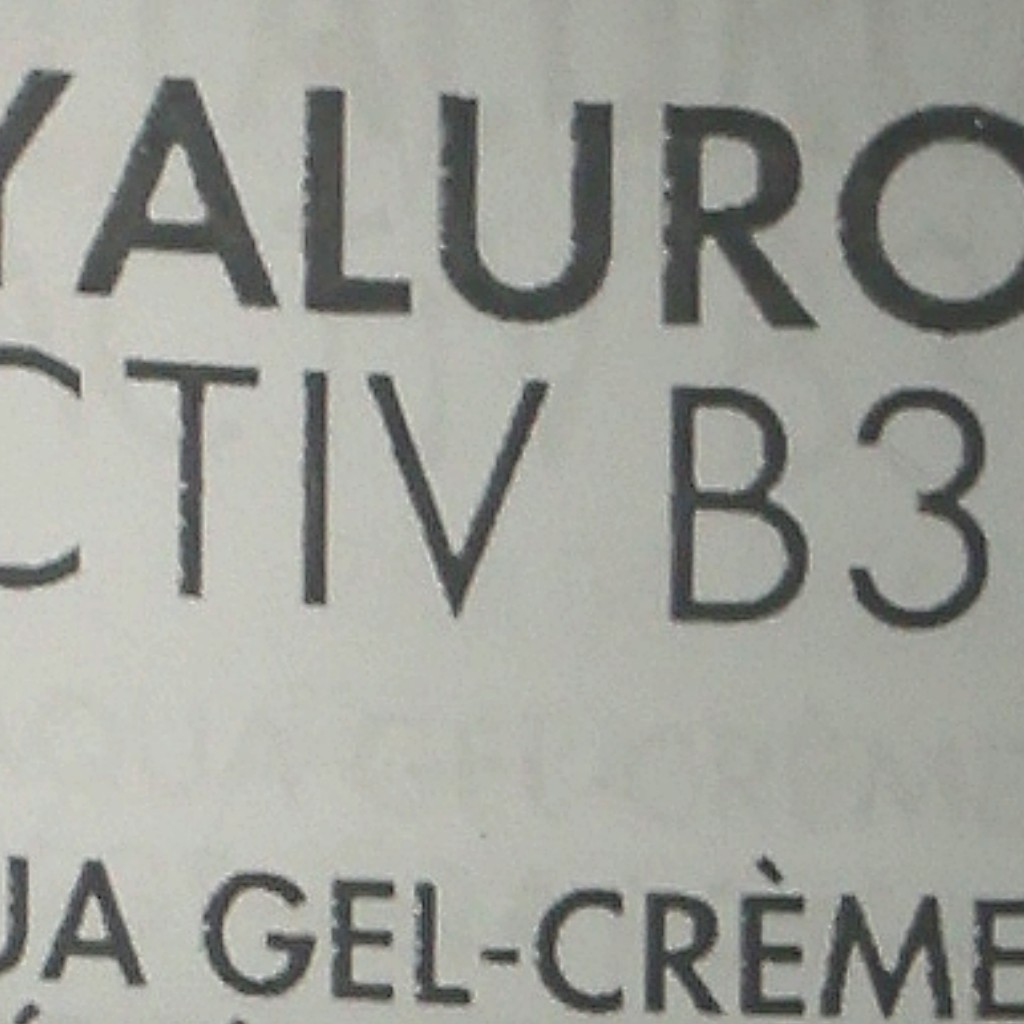 YALURO
CTIV B3
UA GEL-CRÈME